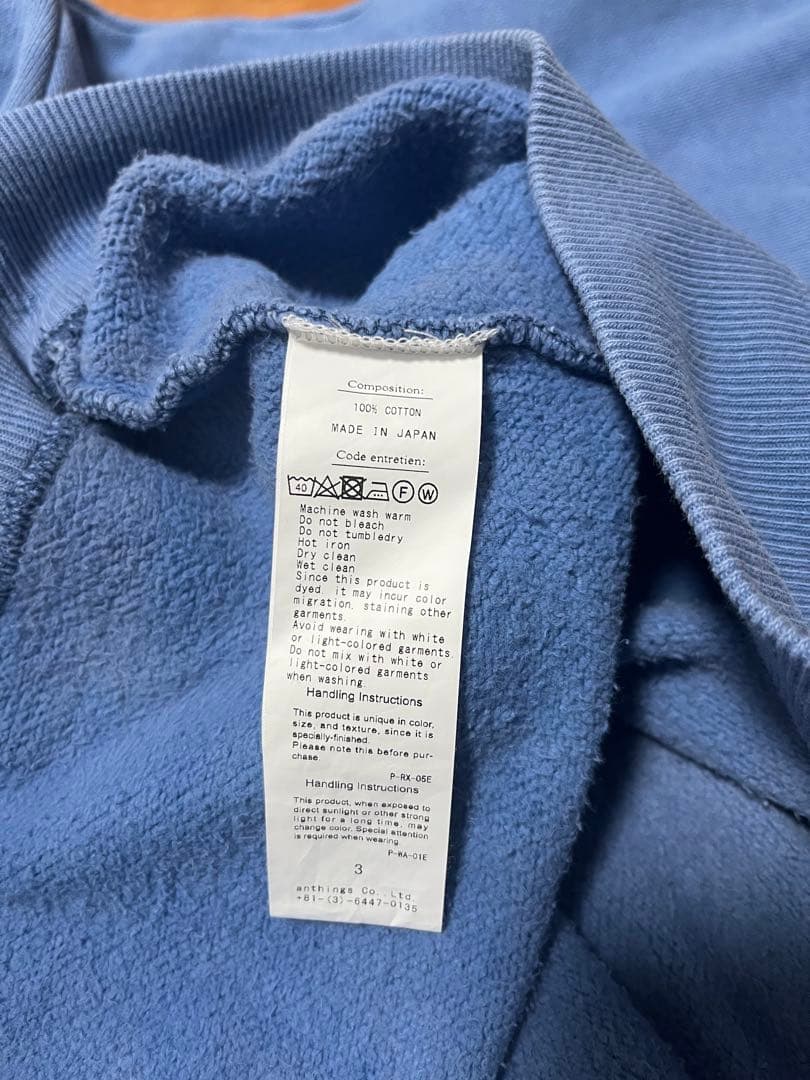 Composition:
100% COTTON
MADE IN JAPAN
Code entretien:
40 F W
Machine wash warm
Do not bleach
Do not tumbledry
Hot iron
Dry clean
Wet clean
Since this product is
dyed, it may incur color
migration, staining other
garments.
Avoid wearing with white
or light-colored garments.
Do not mix with white or
light-colored garments
when washing.
Handling Instructions
This product is unique in color,
size, and texture, since it is
specially-finished.
Please note this before pur-
chase.
P-RX-05E
Handling Instructions
This product, when exposed to
direct sunlight or other strong
light for a long time, may
change color. Special attention
is required when wearing.
P-WA-01E
3
anthings Co., Ltd.
+81-(3)-6447-0135